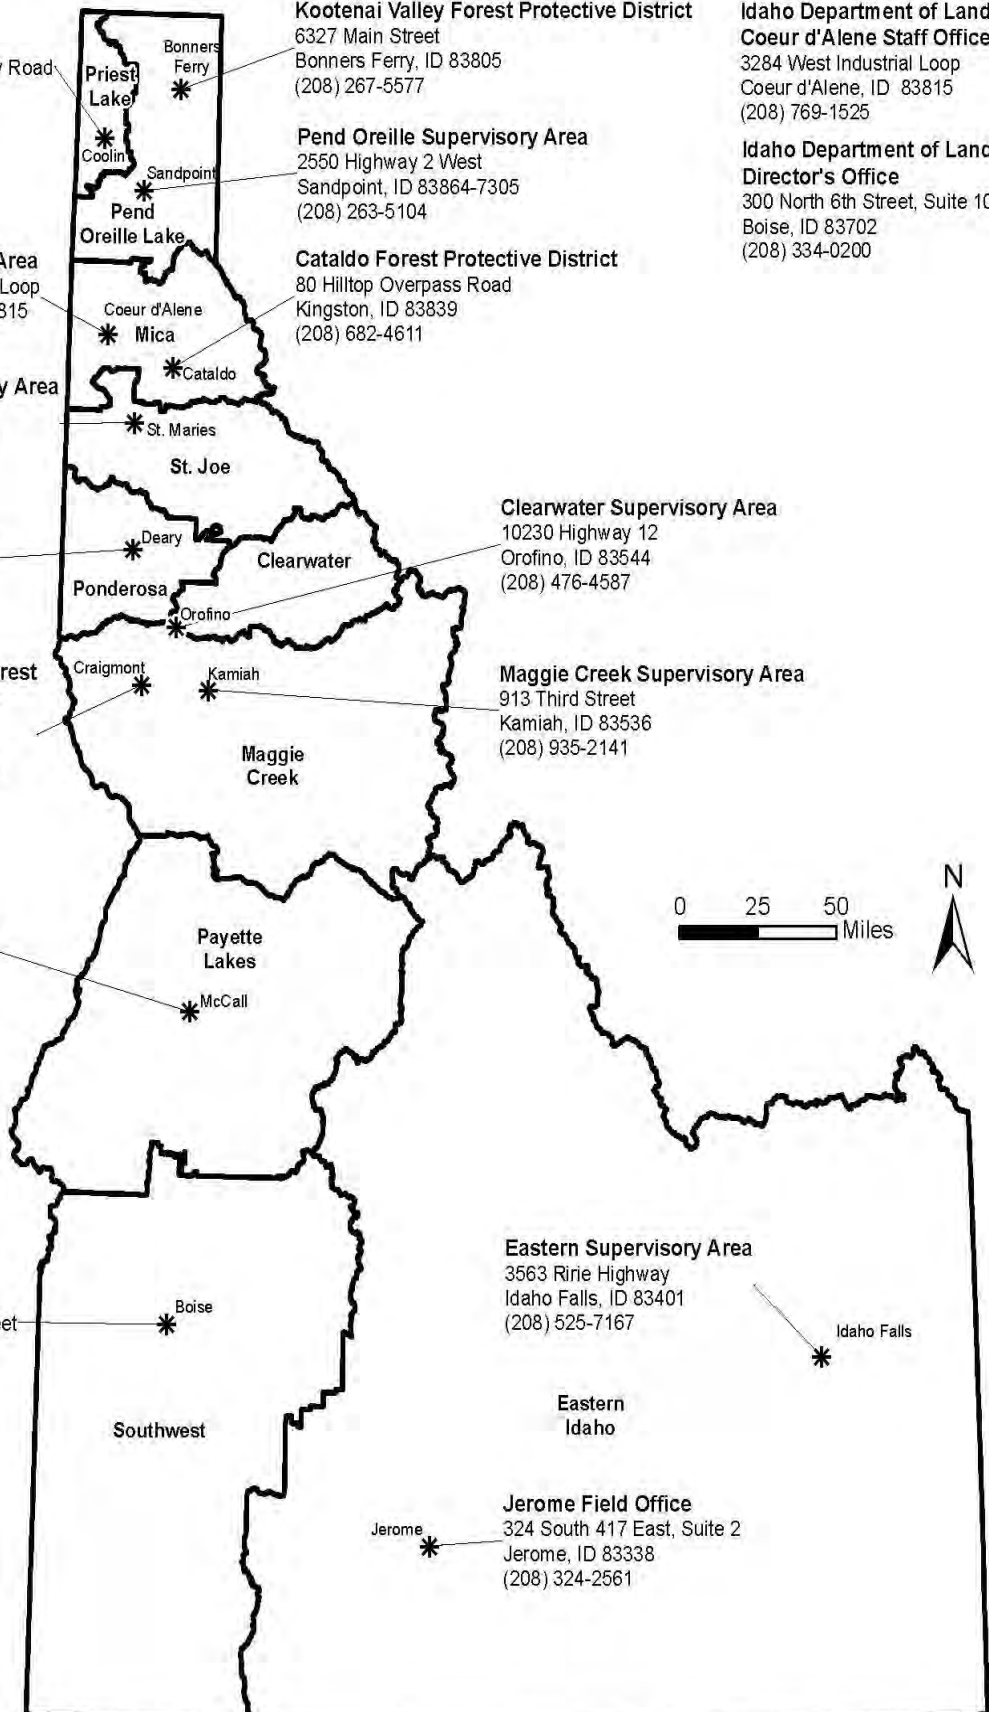 Kootenai Valley Forest Protective District
6327 Main Street
Bonners Ferry, ID 83805
(208) 267-5577
Idaho Department of Land
Coeur d'Alene Staff Office
3284 West Industrial Loop
Coeur d'Alene, ID 83815
(208) 769-1525
Pend Oreille Supervisory Area
2550 Highway 2 West
Sandpoint, ID 83864-7305
(208) 263-5104
Idaho Department of Land
Director's Office
300 North 6th Street, Suite 10
Boise, ID 83702
(208) 334-0200
Cataldo Forest Protective District
80 Hilltop Overpass Road
Kingston, ID 83839
(208) 682-4611
Bonners
Ferry
y Road
Priest
Lake
Coolin
Sandpoint
Pend
Oreille Lake
Area
Loop
815
Coeur d'Alene
Mica
Cataldo
y Area
St. Maries
St. Joe
Clearwater Supervisory Area
10230 Highway 12
Orofino, ID 83544
(208) 476-4587
Deary
Clearwater
Ponderosa
Orofino
rest
Craigmont
Kamiah
Maggie Creek Supervisory Area
913 Third Street
Kamiah, ID 83536
(208) 935-2141
Maggie
Creek
N
0 25 50
Miles
Payette
Lakes
McCall
Eastern Supervisory Area
3563 Ririe Highway
Idaho Falls, ID 83401
(208) 525-7167
Boise
eet
Idaho Falls
Eastern
Idaho
Southwest
Jerome Field Office
324 South 417 East, Suite 2
Jerome, ID 83338
(208) 324-2561
Jerome